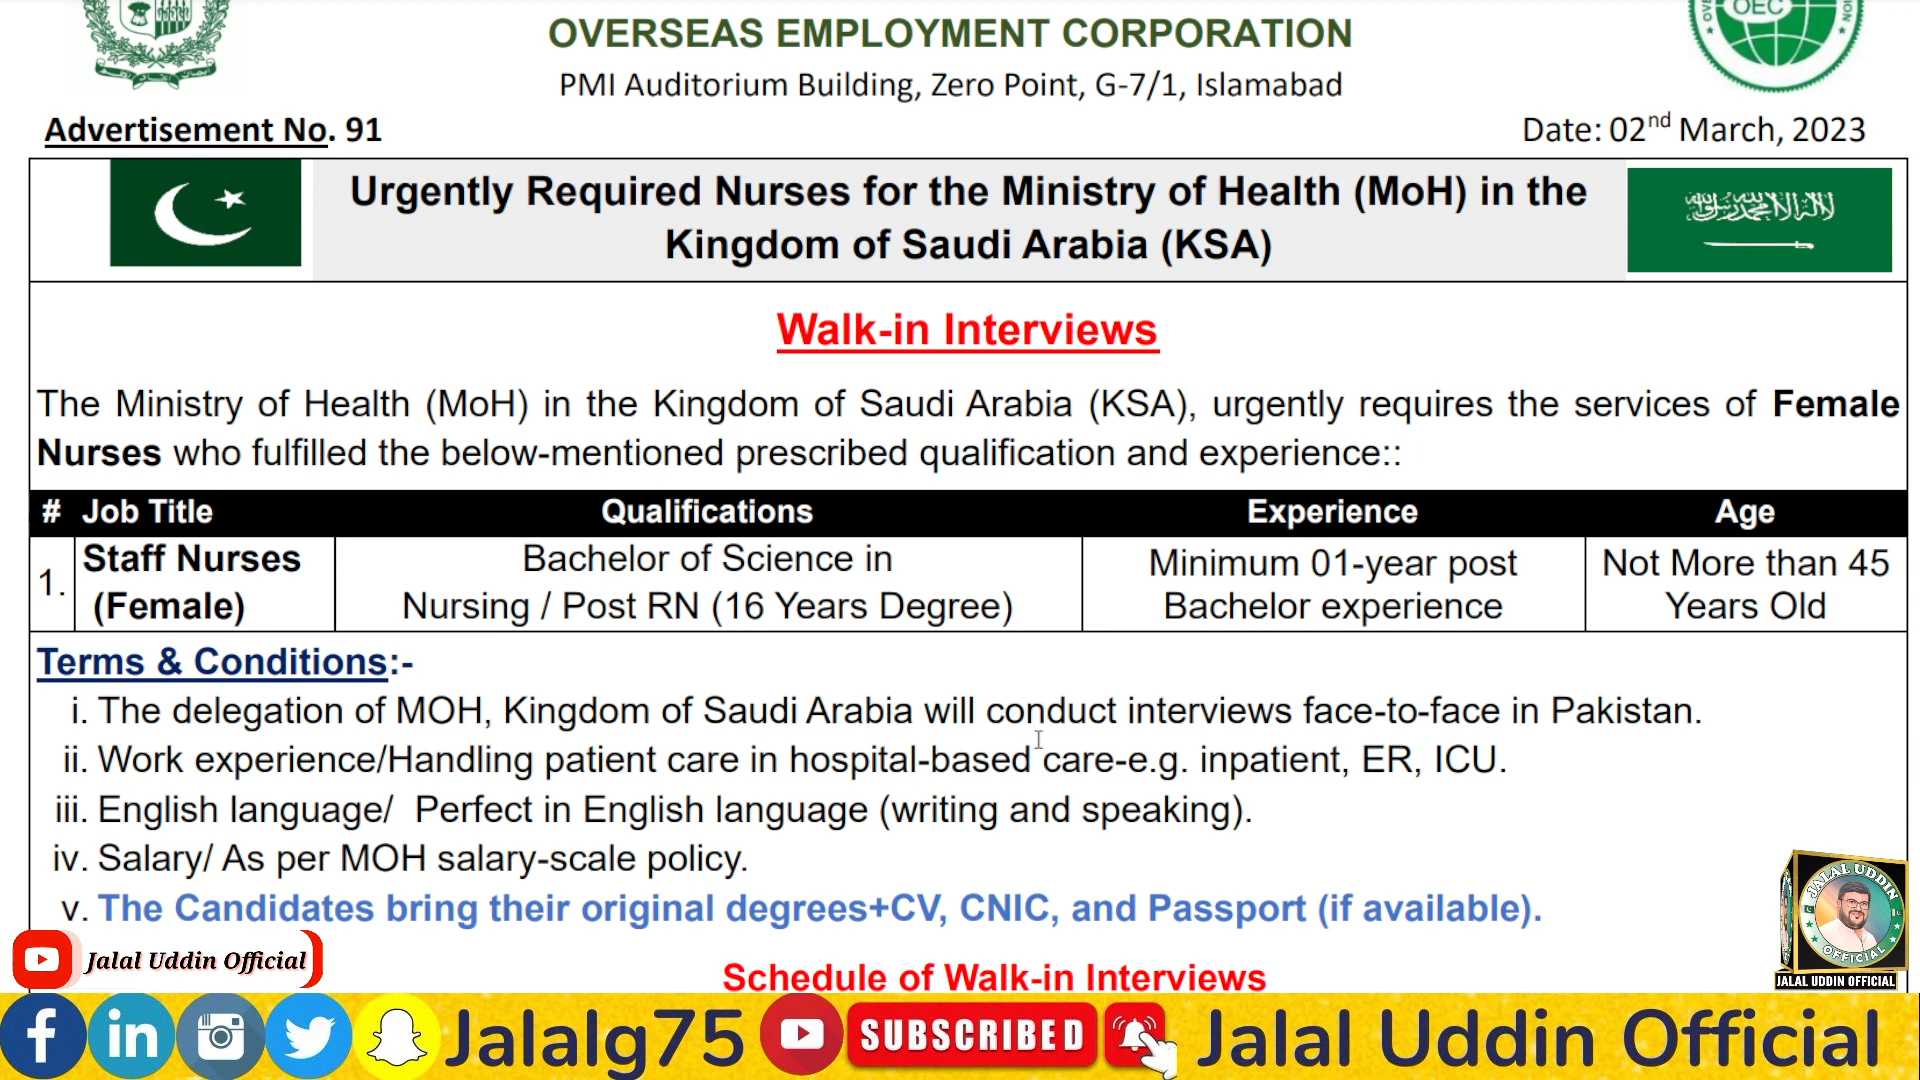 OEC
OVERSEAS EMPLOYMENT CORPORATION
PMI Auditorium Building, Zero Point, G-7/1, Islamabad
Advertisement No. 91
Date: 02nd March, 2023
Urgently Required Nurses for the Ministry of Health (MoH) in the
Kingdom of Saudi Arabia (KSA)
Walk-in Interviews
The Ministry of Health (MoH) in the Kingdom of Saudi Arabia (KSA), urgently requires the services of Female
Nurses who fulfilled the below-mentioned prescribed qualification and experience::
# Job Title Qualifications Experience Age
1. Staff Nurses (Female)
Bachelor of Science in
Nursing / Post RN (16 Years Degree)
Minimum 01-year post
Bachelor experience
Not More than 45
Years Old
Terms & Conditions:-
i. The delegation of MOH, Kingdom of Saudi Arabia will conduct interviews face-to-face in Pakistan.
ii. Work experience/Handling patient care in hospital-based care-e.g. inpatient, ER, ICU.
iii. English language/ Perfect in English language (writing and speaking).
iv. Salary/ As per MOH salary-scale policy.
v. The Candidates bring their original degrees+CV, CNIC, and Passport (if available).
JALAL UDDIN
OFFICIAL
JALAL UDDIN OFFICIAL
Jalal Uddin Official
Schedule of Walk-in Interviews
Jalalg75
SUBSCRIBED
Jalal Uddin Official